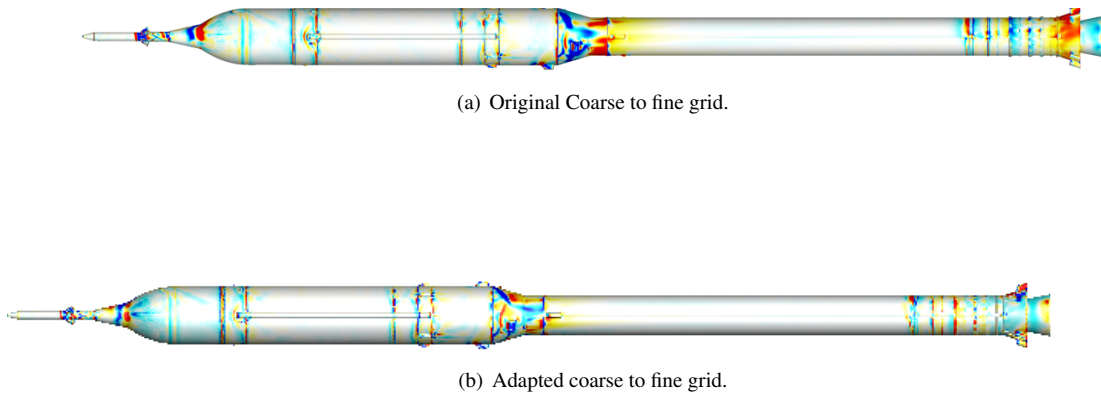 (a) Original Coarse to fine grid.
(b) Adapted coarse to fine grid.